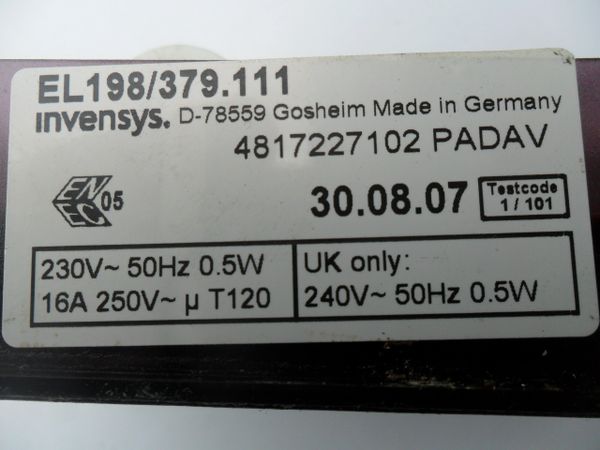 EL198/379.111
invensys. D-78559 Gosheim Made in Germany
4817227102 PADAV
ENEC 05
30.08.07
Testcode
1 / 101
230V~ 50Hz 0.5W
16A 250V~ µ T120
UK only:
240V~ 50Hz 0.5W